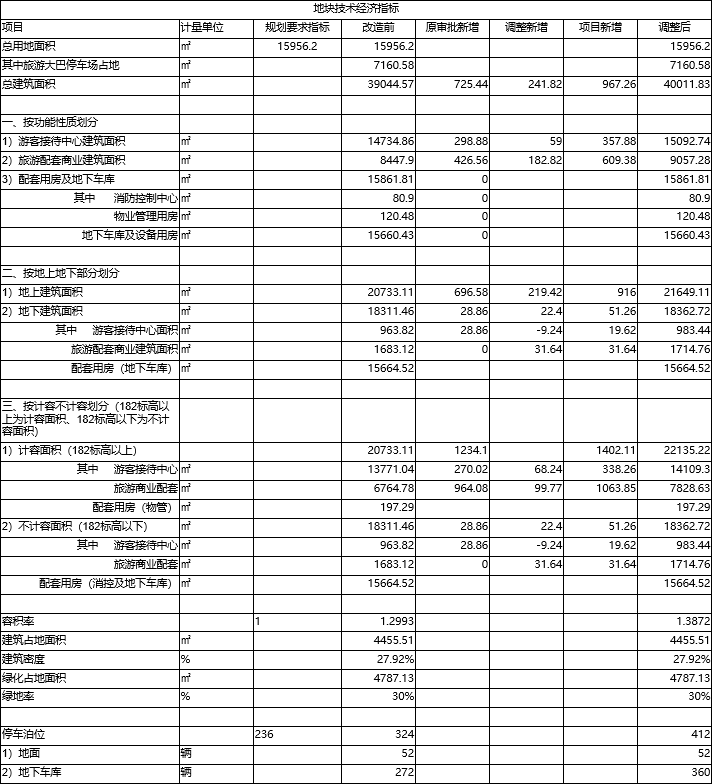 地块技术经济指标
项目 计量单位 规划要求指标 改造前 原审批新增 调整新增 项目新增 调整后
总用地面积 ㎡ 15956.2 15956.2 15956.2
其中旅游大巴停车场占地 ㎡ 7160.58 7160.58
总建筑面积 ㎡ 39044.57 725.44 241.82 967.26 40011.83
一、按功能性质划分
1）游客接待中心建筑面积 ㎡ 14734.86 298.88 59 357.88 15092.74
2）旅游配套商业建筑面积 ㎡ 8447.9 426.56 182.82 609.38 9057.28
3）配套用房及地下车库 ㎡ 15861.81 0 15861.81
其中 消防控制中心 ㎡ 80.9 0 80.9
物业管理用房 ㎡ 120.48 0 120.48
地下车库及设备用房 ㎡ 15660.43 0 15660.43
二、按地上地下部分划分
1）地上建筑面积 ㎡ 20733.11 696.58 219.42 916 21649.11
2）地下建筑面积 ㎡ 18311.46 28.86 22.4 51.26 18362.72
其中 游客接待中心面积 ㎡ 963.82 28.86 -9.24 19.62 983.44
旅游配套商业建筑面积 ㎡ 1683.12 0 31.64 31.64 1714.76
配套用房（地下车库） ㎡ 15664.52 15664.52
三、按计容不计容划分（182标高以
上为计容面积、182标高以下为不计
容面积）
1）计容面积（182标高以上） ㎡ 20733.11 1234.1 1402.11 22135.22
其中 游客接待中心 ㎡ 13771.04 270.02 68.24 338.26 14109.3
旅游商业配套 ㎡ 6764.78 964.08 99.77 1063.85 7828.63
配套用房（物管） ㎡ 197.29 197.29
2）不计容面积（182标高以下） ㎡ 18311.46 28.86 22.4 51.26 18362.72
其中 游客接待中心 ㎡ 963.82 28.86 -9.24 19.62 983.44
旅游商业配套 ㎡ 1683.12 0 31.64 31.64 1714.76
配套用房（消控及地下车库） ㎡ 15664.52 15664.52
容积率 1 1.2993 1.3872
建筑占地面积 ㎡ 4455.51 4455.51
建筑密度 % 27.92% 27.92%
绿化占地面积 ㎡ 4787.13 4787.13
绿地率 % 30% 30%
停车泊位 236 324 412
1）地面 辆 52 52
2）地下车库 辆 272 360